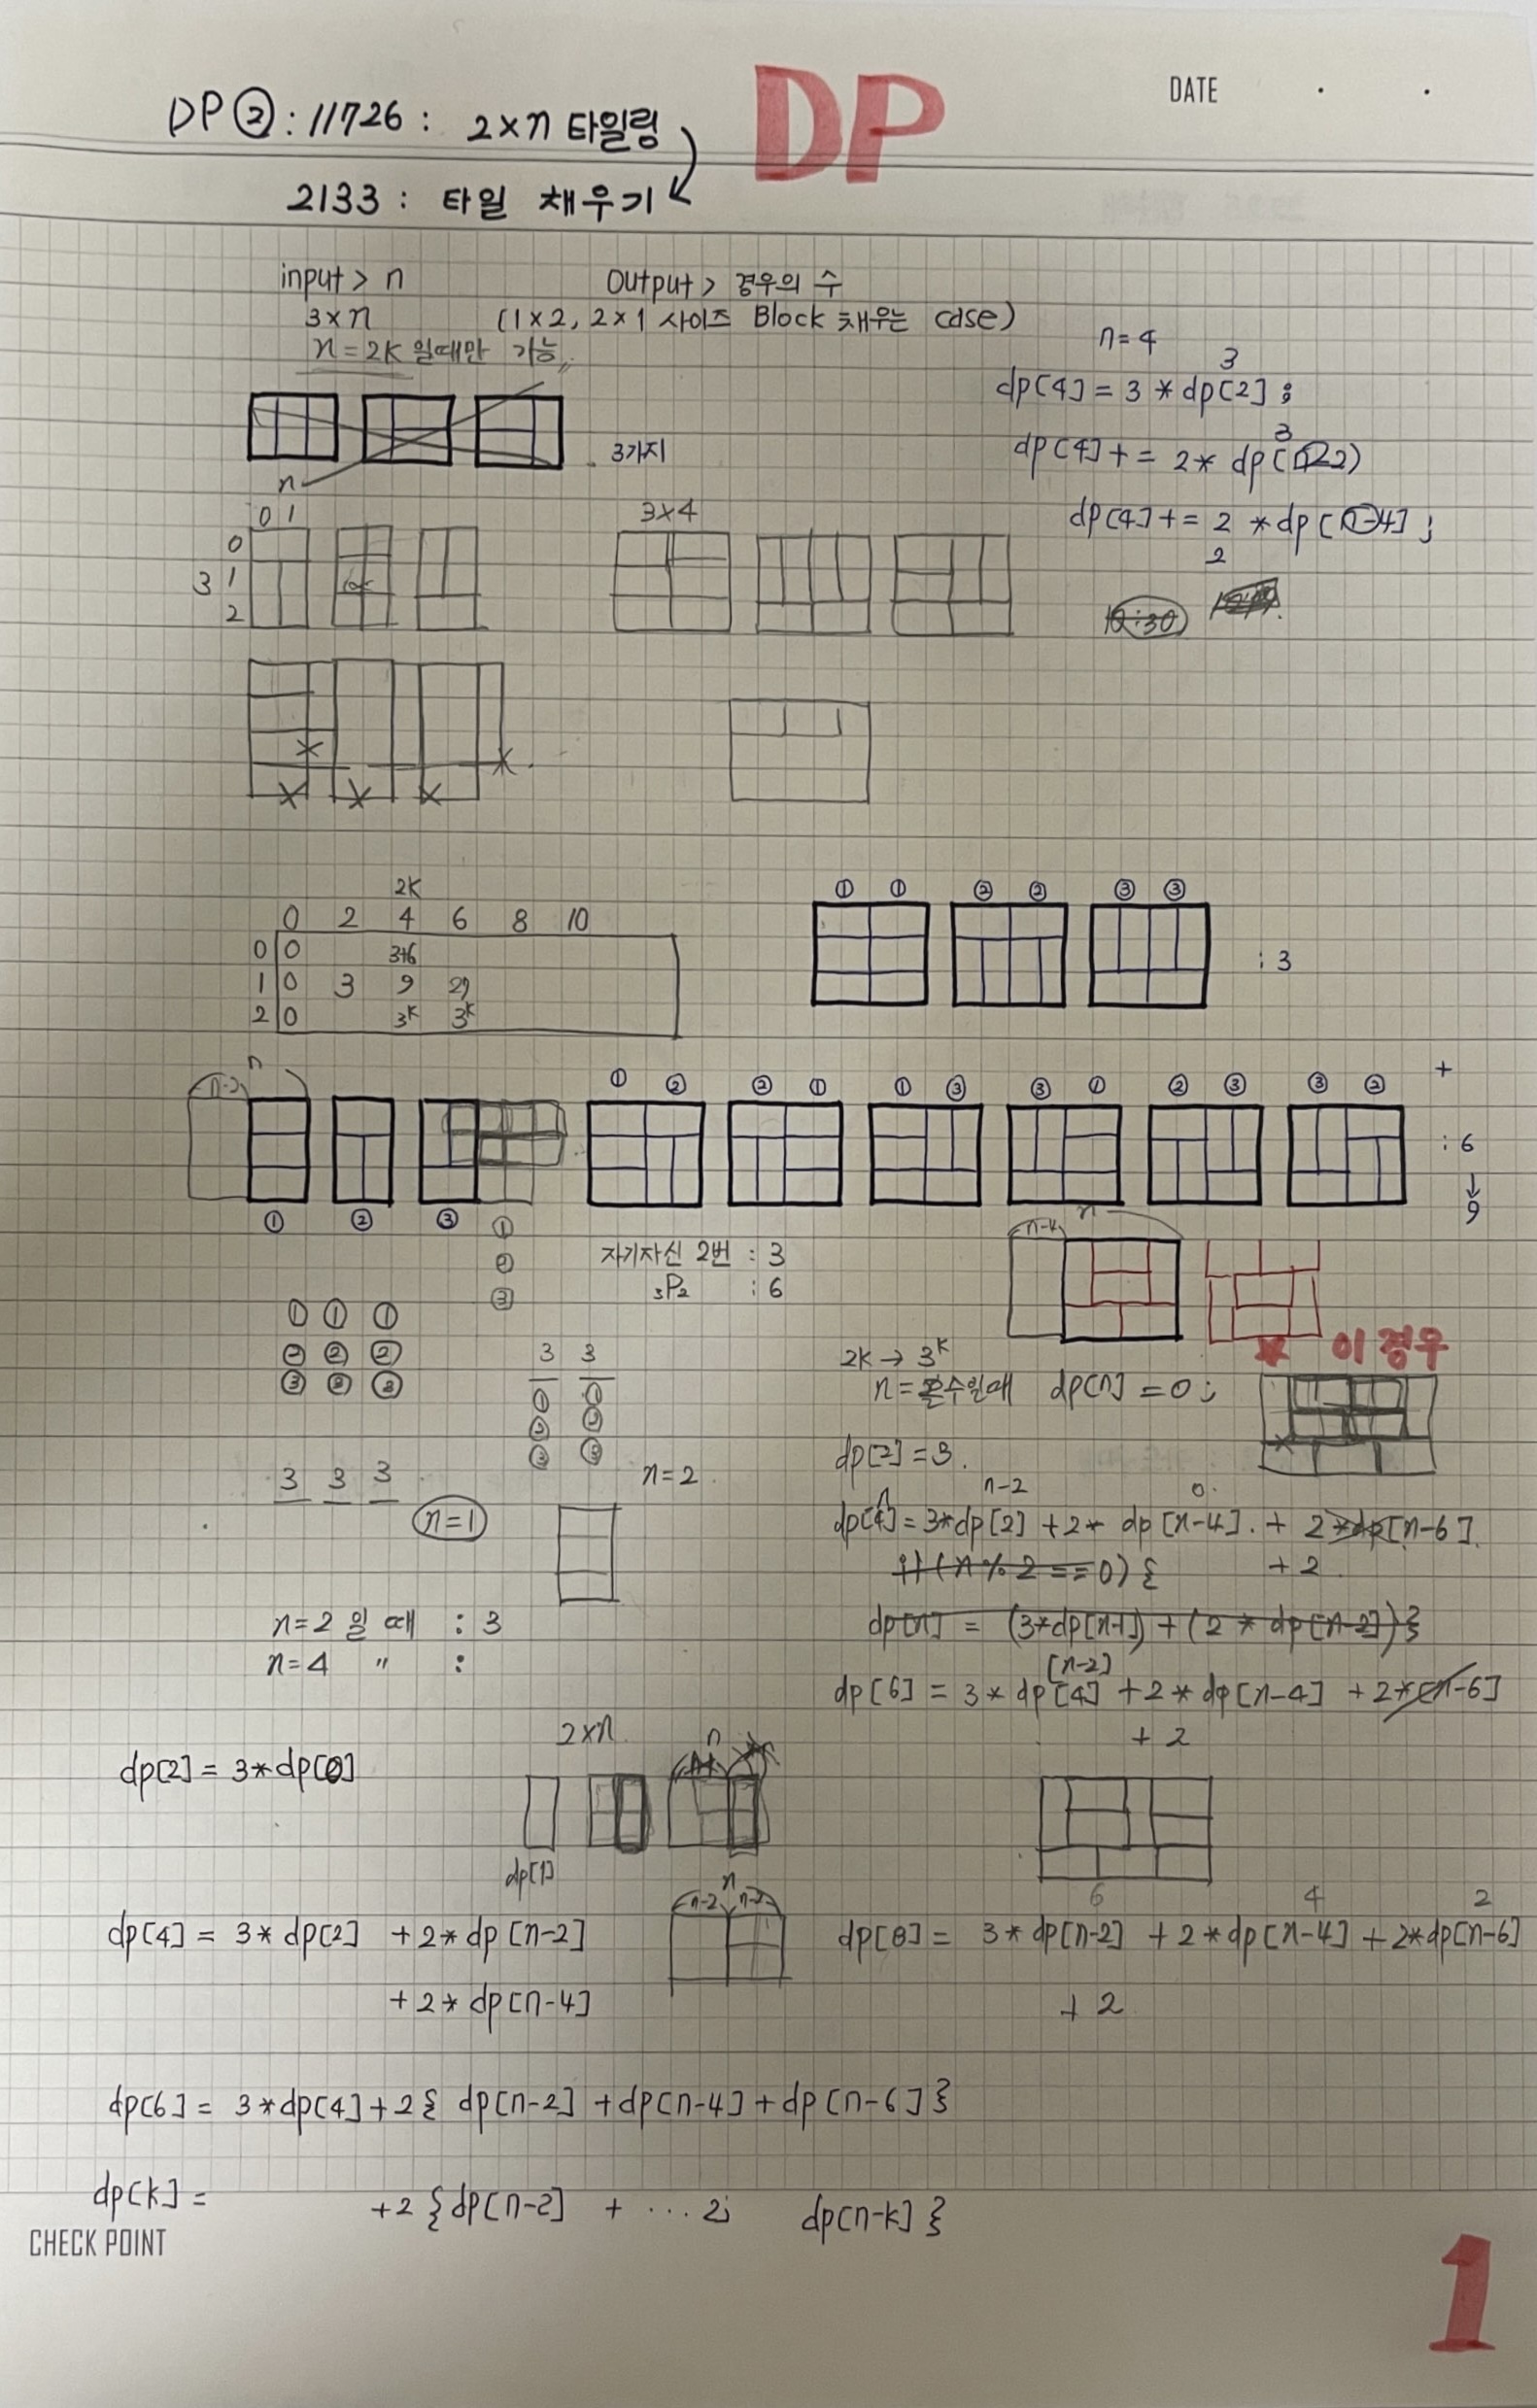 DATE . .
DP
DP ② : 11726 : 2×n 타일링
2133 : 타일 채우기
input > n Output > 경우의 수
3×n (1×2, 2×1 사이즈 Block 채우는 case)
n=2K 일때만 가능
n=4
3
dp[4] = 3 * dp[2] ;
3가지
3
dp[4] += 2* dp(n-2)
n
dp[4] += 2 * dp[n-4] ;
2
0 1
0
3 1
2
3×4
10:30
2K
0 2 4 6 8 10
0 0 3+6
1 0 3 9 27
2 0 3ᴷ 3ᴷ
① ① ② ② ③ ③
: 3
n
n-2
① ② ② ① ① ③ ③ ① ② ③ ③ ② +
: 6
↓
9
① ② ③ ①
②
③
자기자신 2번 : 3
₃P₂ : 6
n-4 n
① ① ①
② ② ②
③ ③ ③
3 3
① ①
② ②
③ ③
이 경우
2K → 3ᴷ
n= 홀수일때 dp[n] = 0 ;
dp[2] = 3.
3 3 3
n=1
n=2
n n-2 0
dp[4] = 3*dp[2] + 2* dp[n-4] . + 2*dp[n-6]
if (n % 2 == 0) { + 2
dp[n] = (3*dp[n-1]) + (2 * dp[n-2]) }
n=2 일 때 : 3
n=4 " :
[n-2]
dp[6] = 3 * dp[4] + 2 * dp[n-4] + 2*[n-6]
+ 2
2×n
n
dp[2] = 3*dp[0]
dp[1]
n
n-2 n-2
dp[4] = 3* dp[2] + 2* dp[n-2]
+ 2* dp[n-4]
6 4 2
dp[8] = 3 * dp[n-2] + 2 * dp[n-4] + 2*dp[n-6]
+ 2
dp[6] = 3 *dp[4] + 2{ dp[n-2] + dp[n-4] + dp[n-6] }
dp[k] = +2 { dp[n-2] + ... dp[n-k] }
CHECK POINT
1